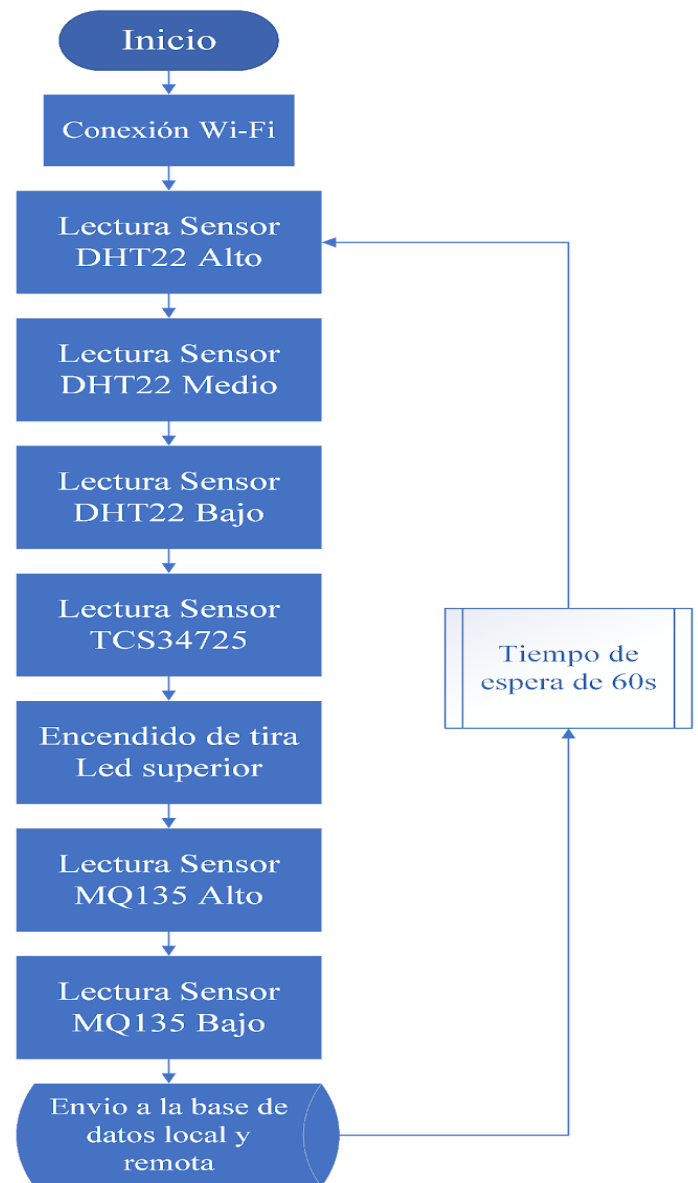 Inicio
Conexión Wi-Fi
Lectura Sensor
DHT22 Alto
Lectura Sensor
DHT22 Medio
Lectura Sensor
DHT22 Bajo
Lectura Sensor
TCS34725
Encendido de tira
Led superior
Lectura Sensor
MQ135 Alto
Lectura Sensor
MQ135 Bajo
Envio a la base de
datos local y
remota
Tiempo de
espera de 60s